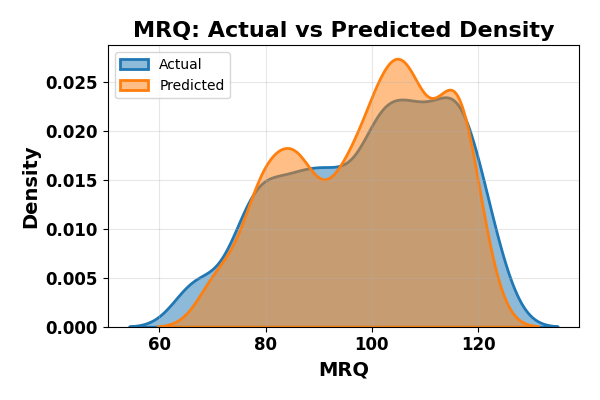 MRQ: Actual vs Predicted Density
Actual
Predicted
Density
0.025
0.020
0.015
0.010
0.005
0.000
60 80 100 120
MRQ